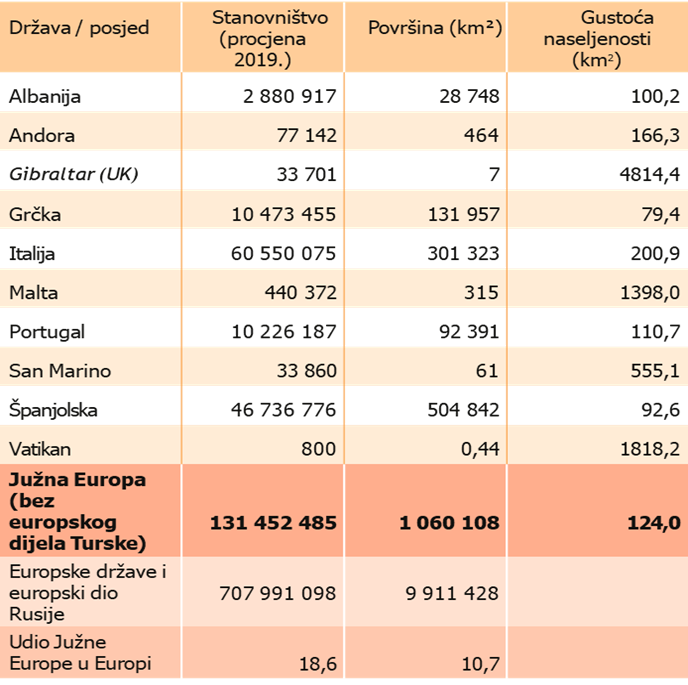 Država / posjed Stanovništvo (procjena 2019.) Površina (km²) Gustoća naseljenosti (km²)
Albanija 2 880 917 28 748 100,2
Andora 77 142 464 166,3
Gibraltar (UK) 33 701 7 4814,4
Grčka 10 473 455 131 957 79,4
Italija 60 550 075 301 323 200,9
Malta 440 372 315 1398,0
Portugal 10 226 187 92 391 110,7
San Marino 33 860 61 555,1
Španjolska 46 736 776 504 842 92,6
Vatikan 800 0,44 1818,2
Južna Europa
(bez
europskog
dijela Turske) 131 452 485 1 060 108 124,0
Europske države i
europski dio
Rusije 707 991 098 9 911 428
Udio Južne
Europe u Europi 18,6 10,7